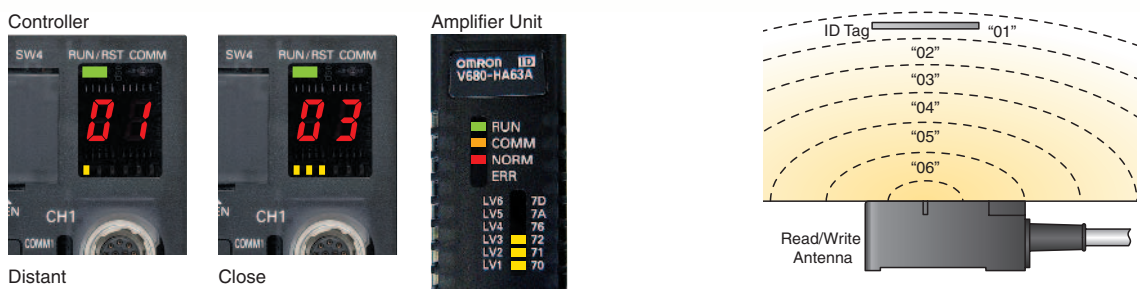 Controller
SW4 RUN/RST COMM
01
CH1
COMM1
Distant
SW4 RUN/RST COMM
03
CH1
COMM1
Close
Amplifier Unit
OMRON ID
V680-HA63A
RUN
COMM
NORM
ERR
LV6 7D
LV5 7A
LV4 76
LV3 72
LV2 71
LV1 70
ID Tag "01"
"02"
"03"
"04"
"05"
"06"
Read/Write
Antenna